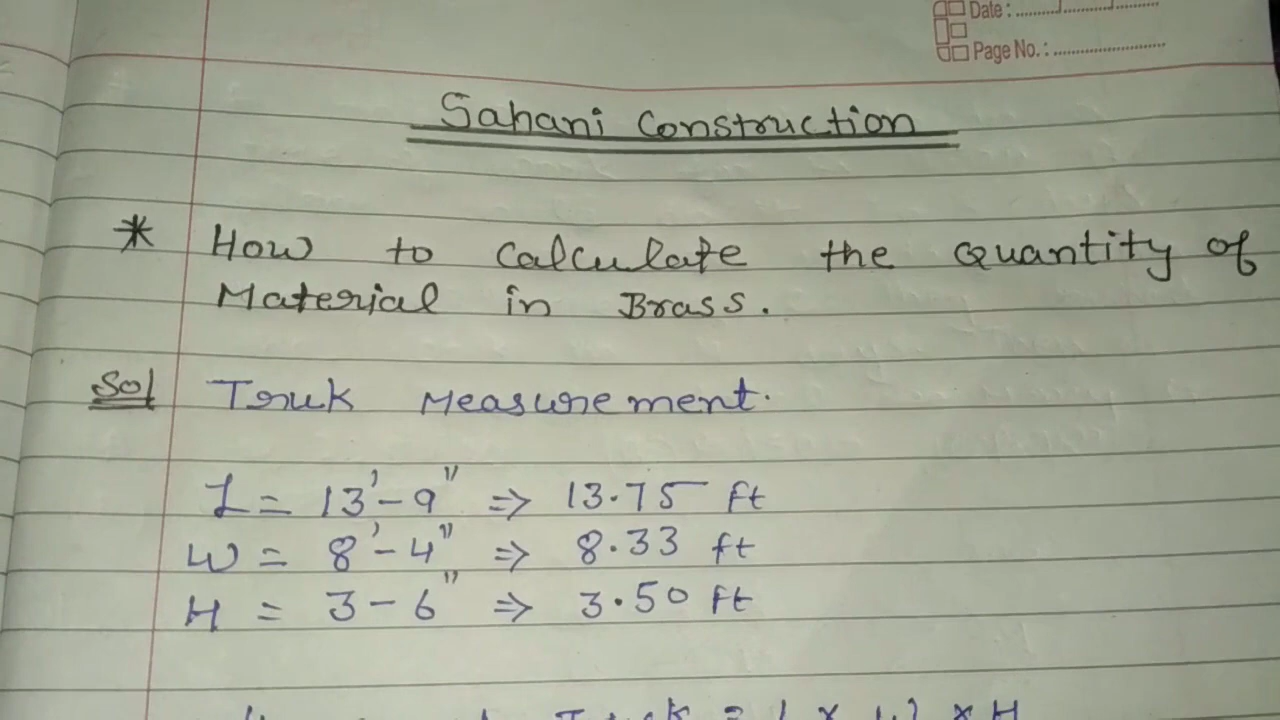 Date : ............/............/............
Page No. : ..........................
Sahani Construction
* How to Calculate the Quantity of
Material in Brass.
Sol Truk Measurement.
L = 13'-9" ⇒ 13.75 ft
W = 8'-4" ⇒ 8.33 ft
H = 3-6" ⇒ 3.50 ft
Truk = L x W x H